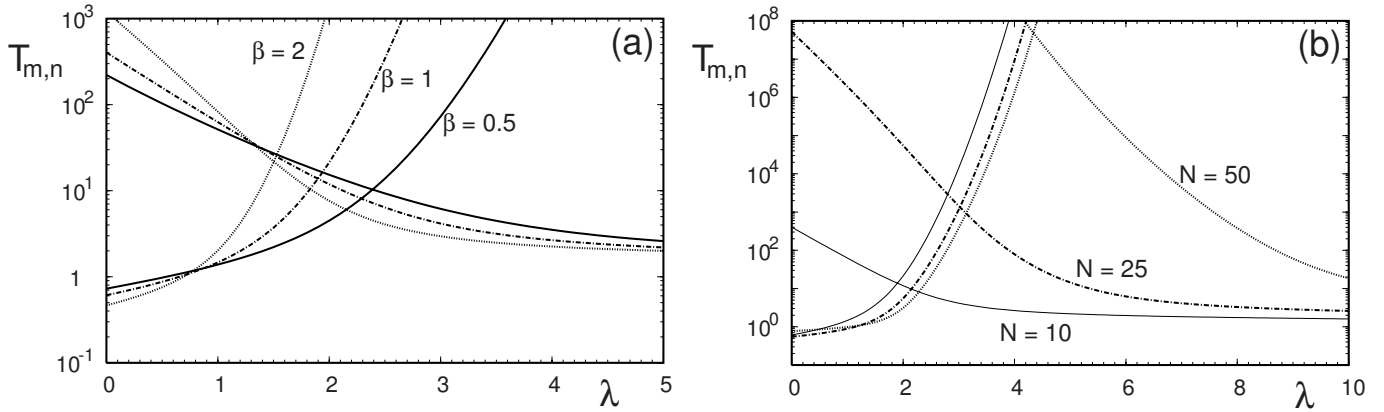 (a)
T_{m,n}
10^3
10^2
10^1
1
10^{-1}
β = 2
β = 1
β = 0.5
0 1 2 3 4 5
λ
(b)
T_{m,n}
10^8
10^6
10^4
10^2
10^0
N = 50
N = 25
N = 10
0 2 4 6 8 10
λ